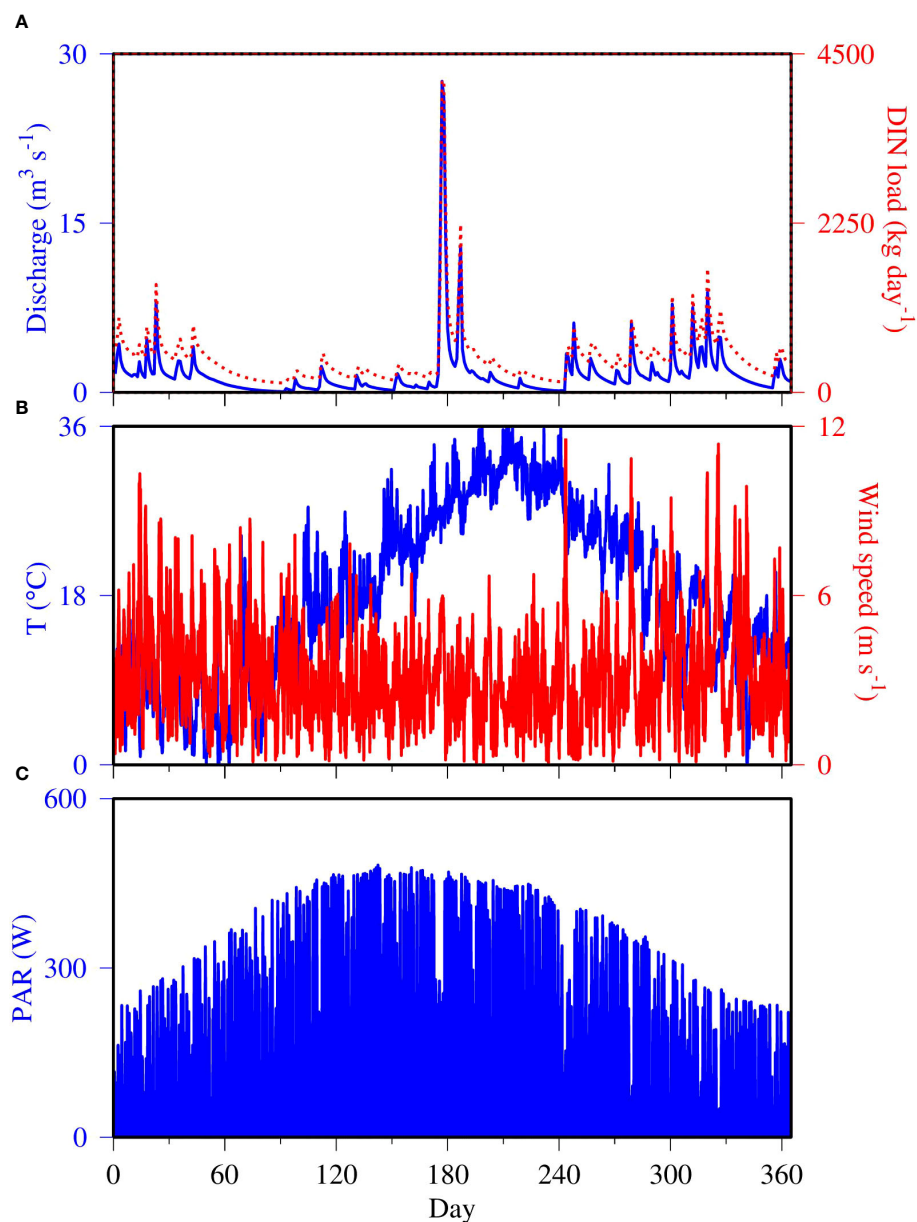 A
30
15
0
Discharge (m³ s⁻¹)
4500
2250
0
DIN load (kg day⁻¹)
B
36
18
0
T (°C)
12
6
0
Wind speed (m s⁻¹)
C
600
300
0
PAR (W)
0 60 120 180 240 300 360
Day